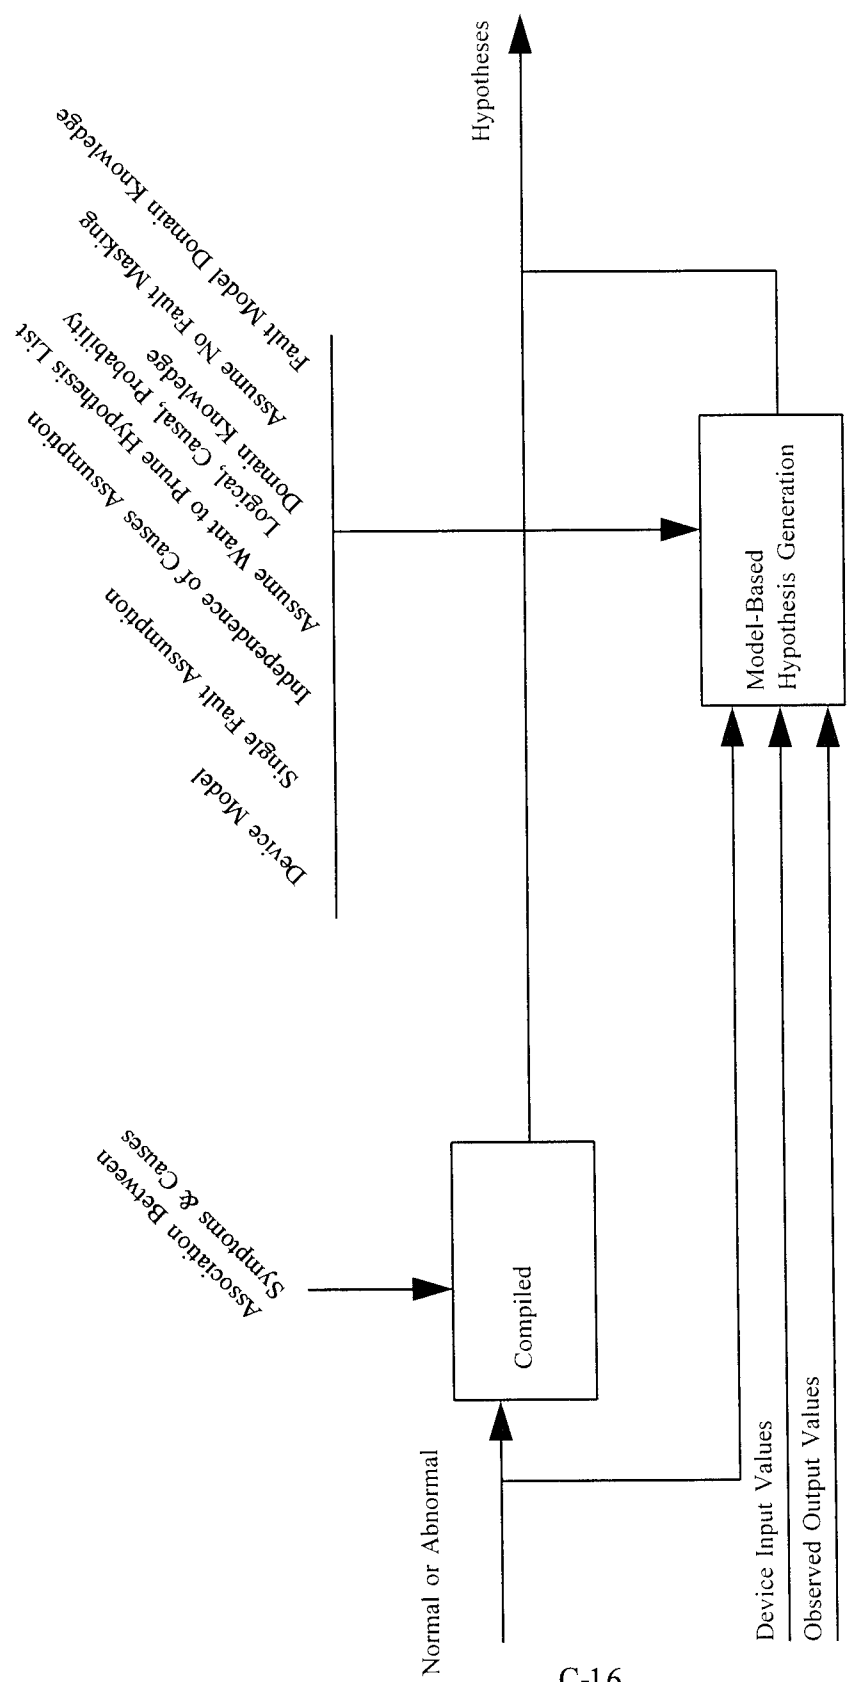 Association Between
Symptoms & Causes
Device Model
Single Fault Assumption
Independence of Causes Assumption
Assume Want to Prune Hypothesis List
Logical, Causal, Probability
Domain Knowledge
Assume No Fault Masking
Fault Model Domain Knowledge
Normal or Abnormal
Compiled
Hypotheses
Model-Based
Hypothesis Generation
Device Input Values
Observed Output Values
C-16